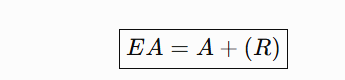 EA = A + (R)